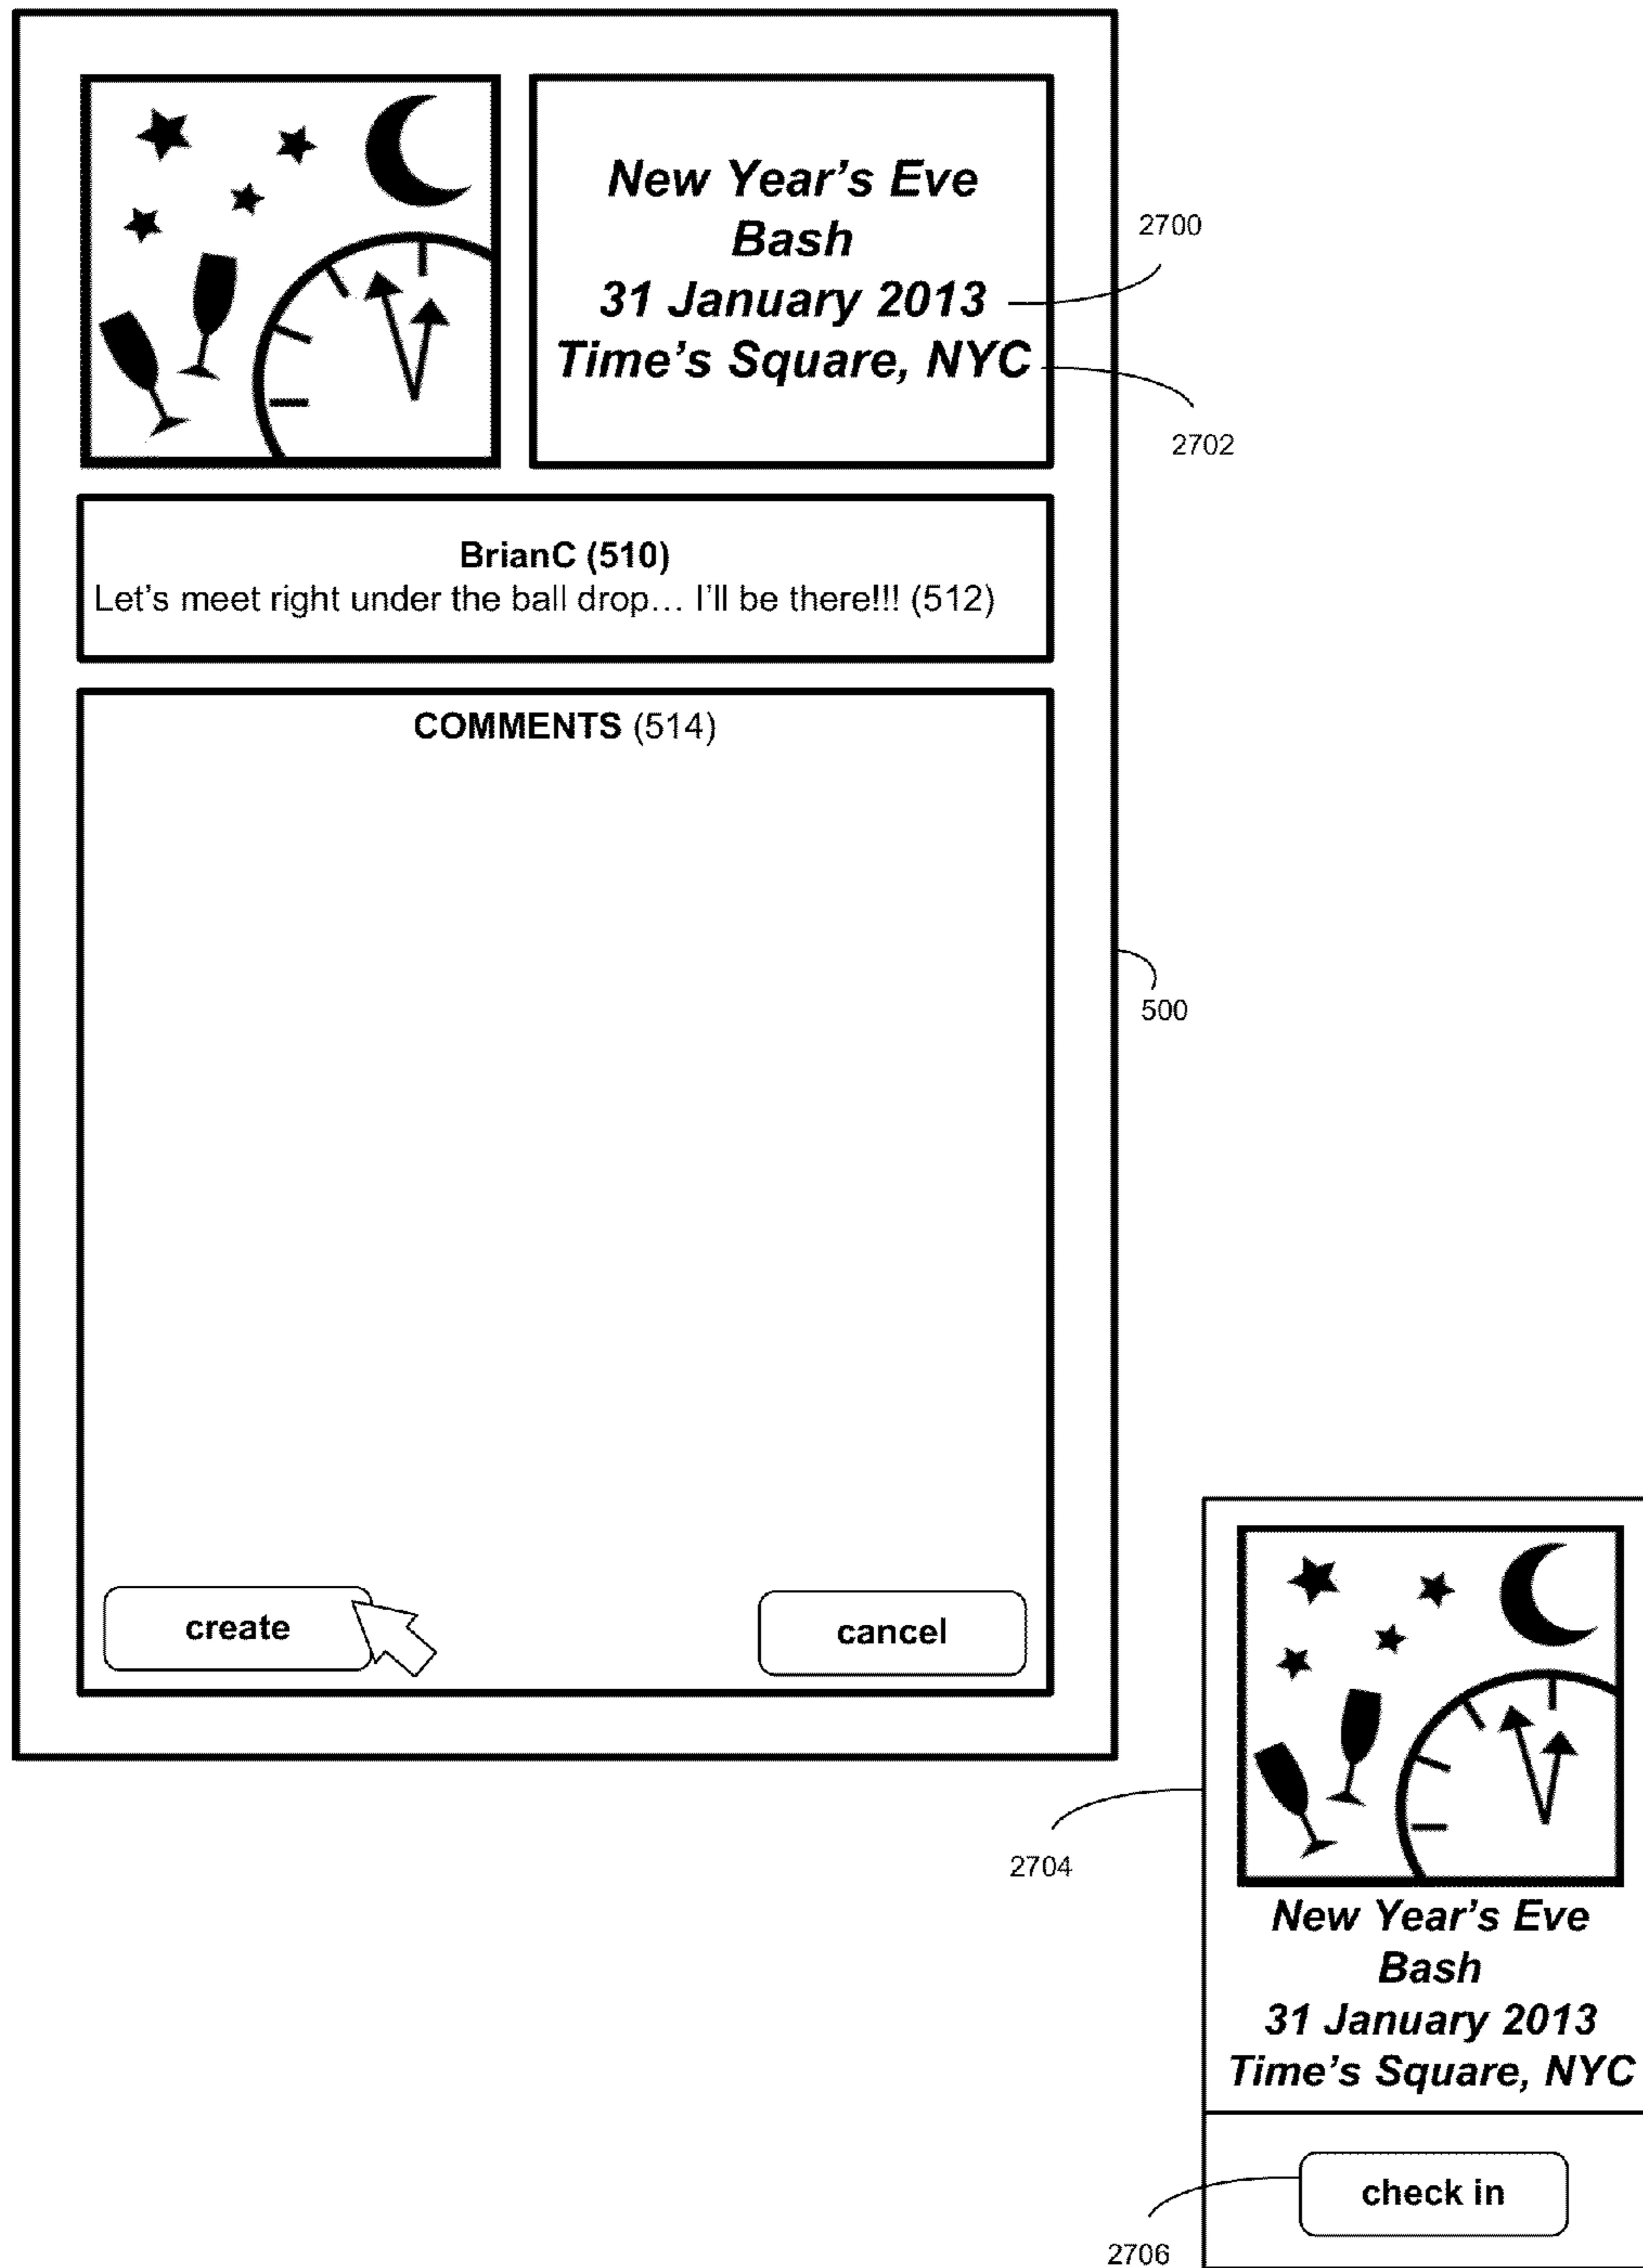 New Year's Eve
Bash
31 January 2013
Time's Square, NYC
2700
2702
BrianC (510)
Let's meet right under the ball drop... I'll be there!!! (512)
COMMENTS (514)
500
create
cancel
2704
New Year's Eve
Bash
31 January 2013
Time's Square, NYC
check in
2706